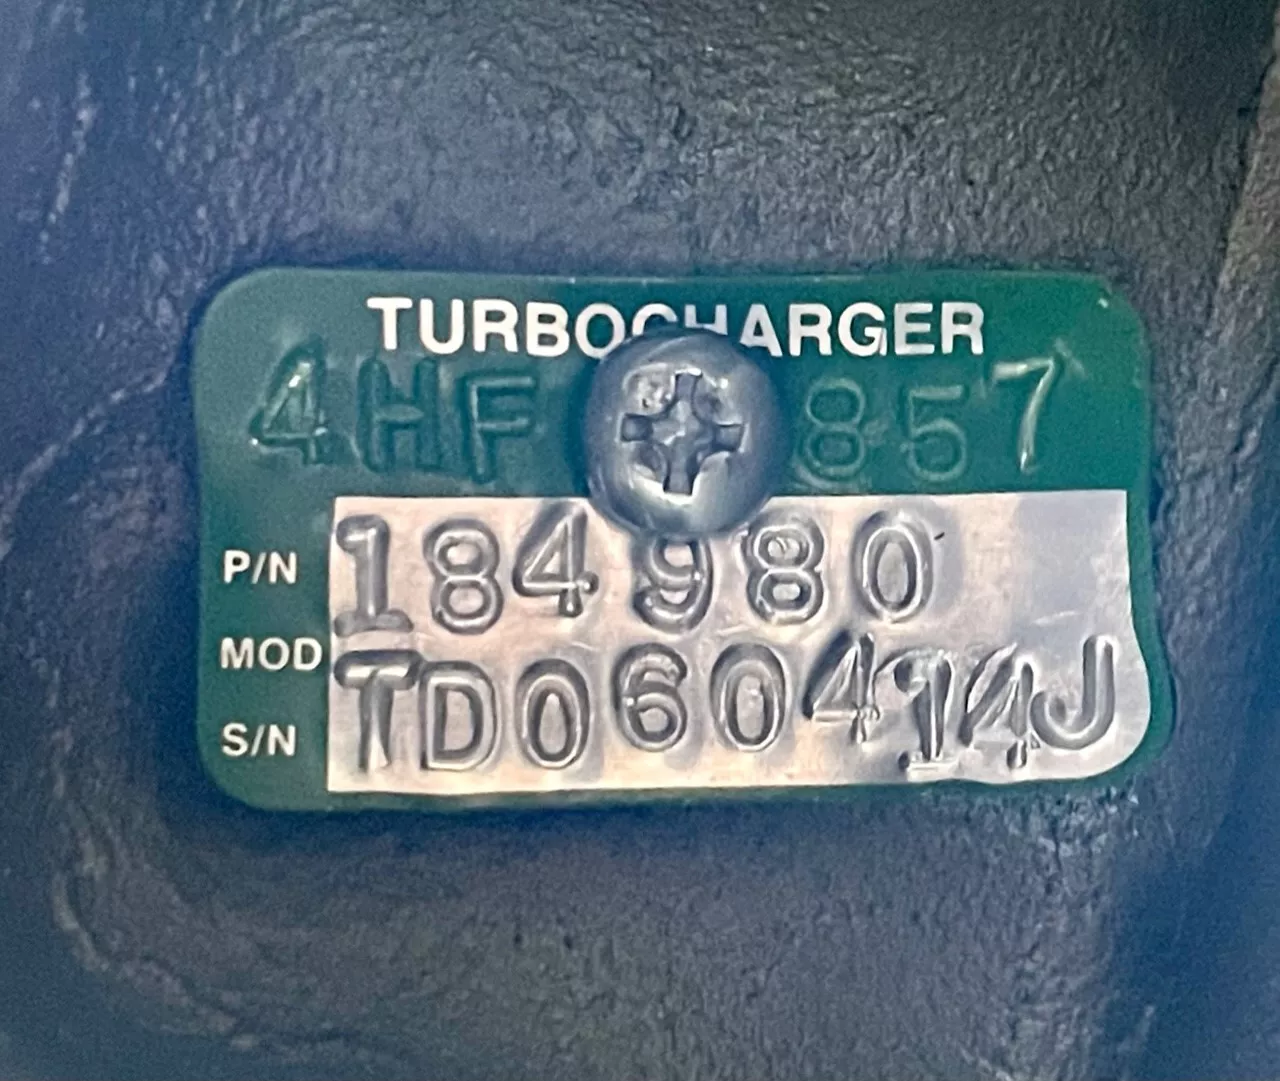 TURBOCHARGER
4HF 857
P/N 184980
MOD
S/N TD060414J